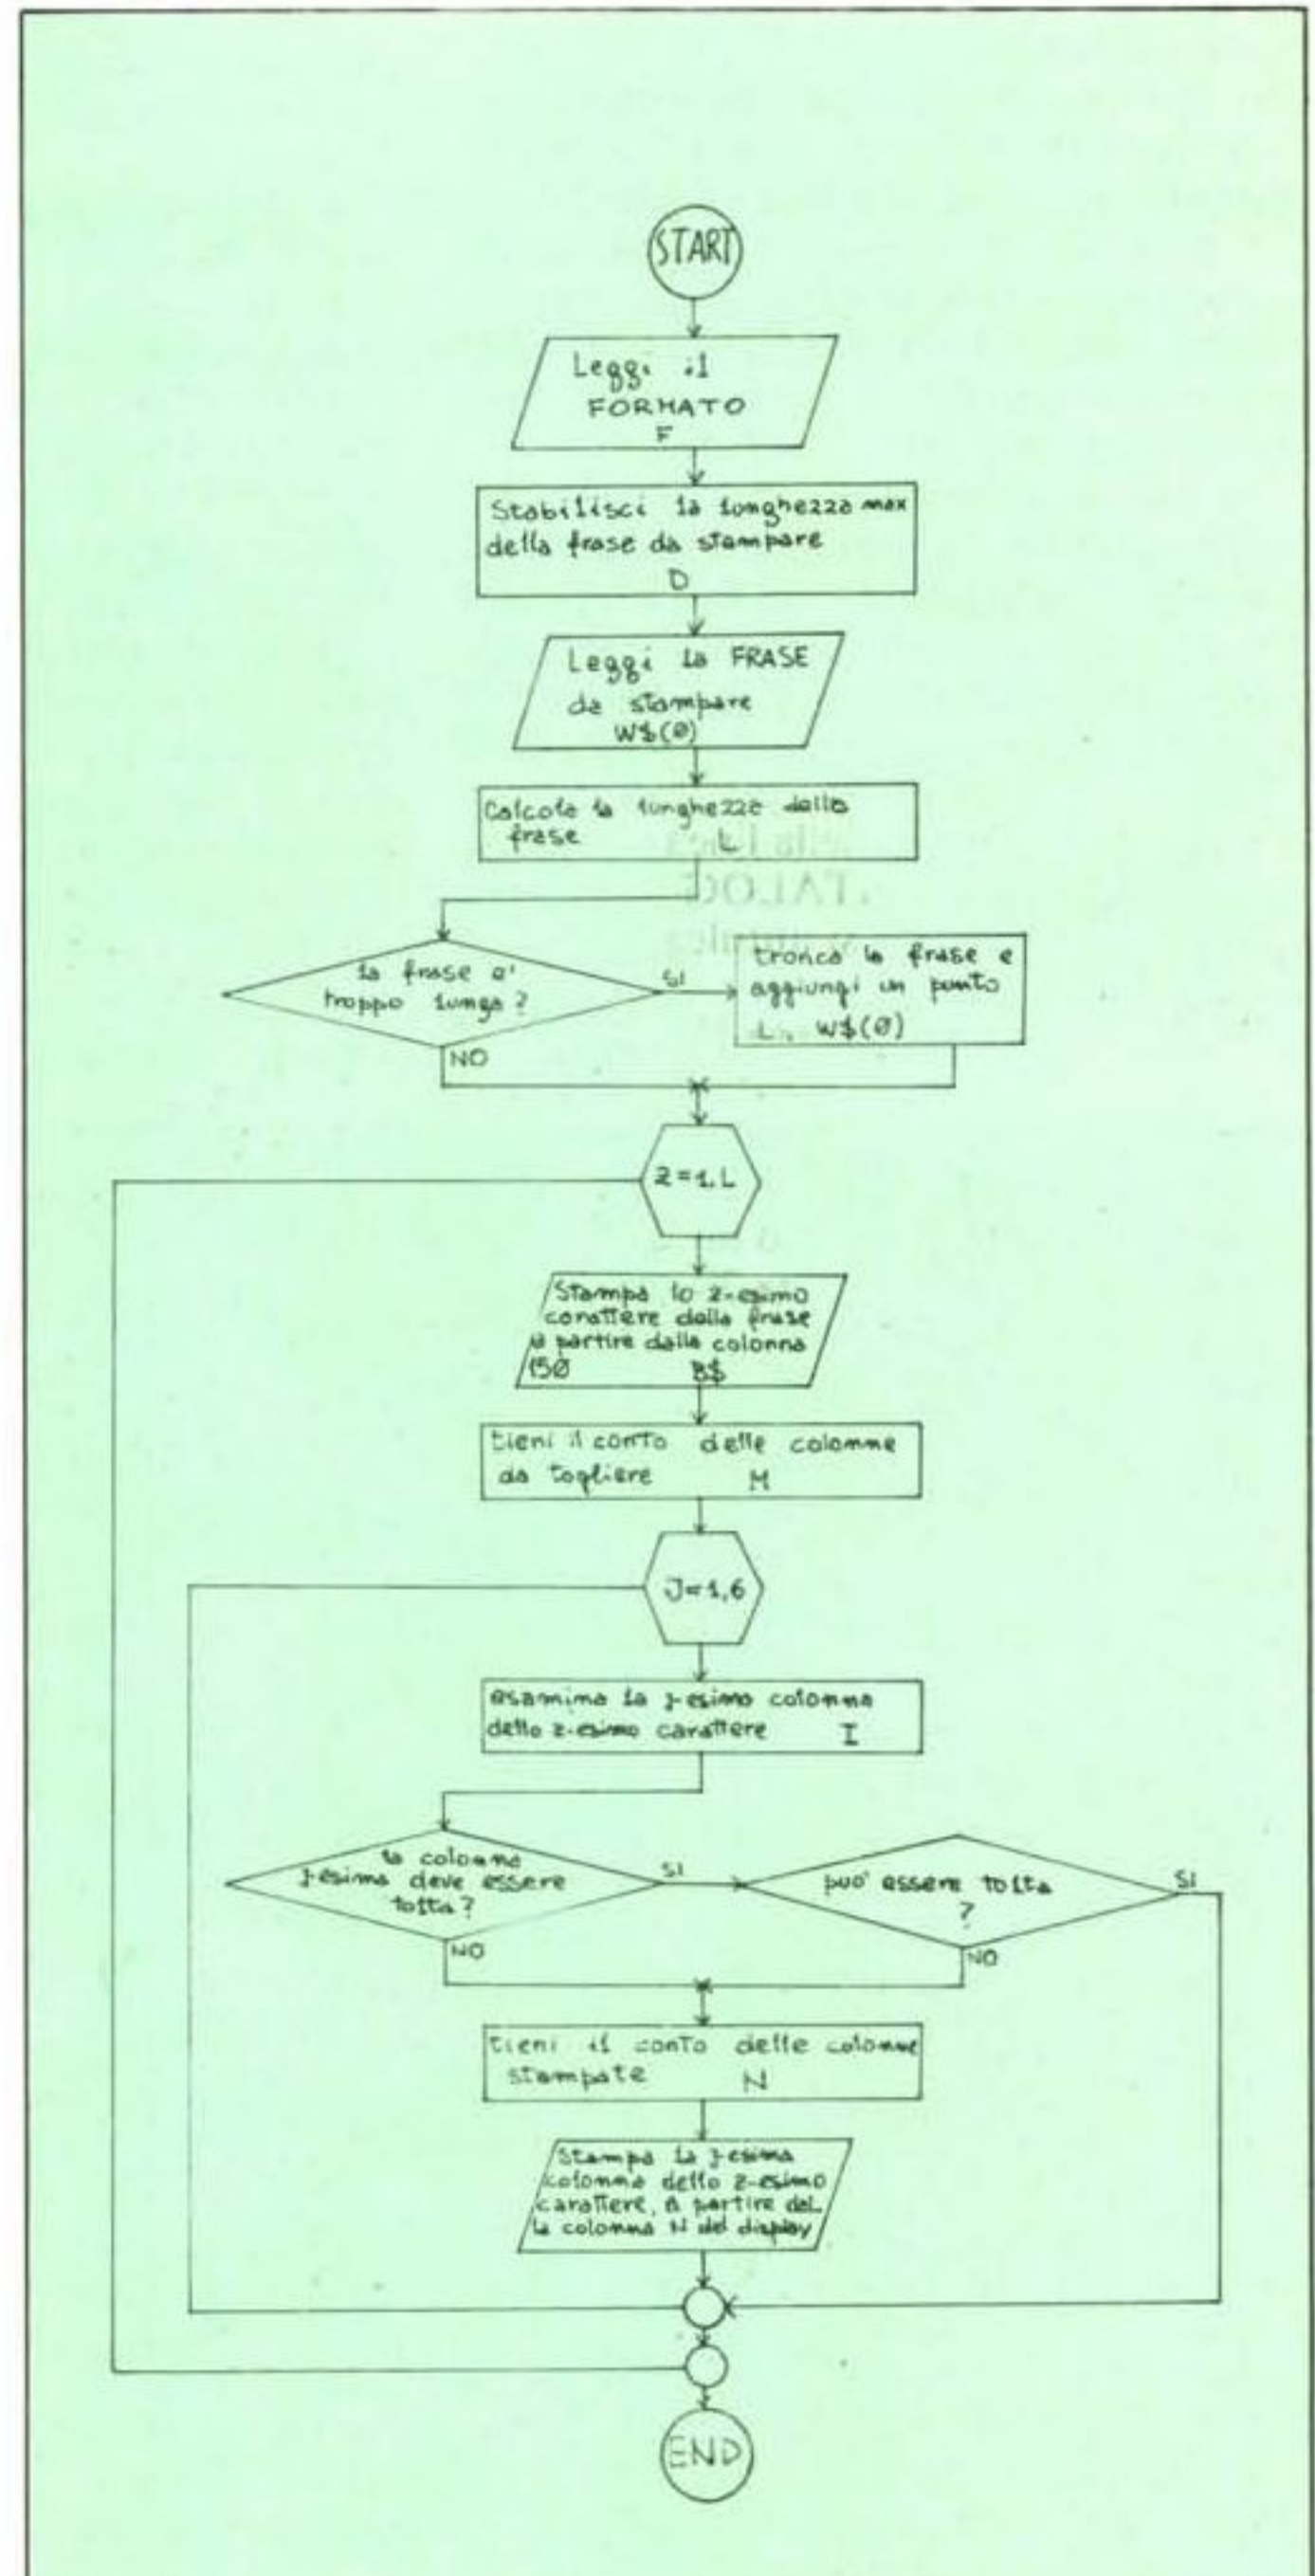 START
Leggi il
FORMATO
F
Stabilisci la lunghezza max
della frase da stampare
D
Leggi la FRASE
da stampare
W$(0)
Calcola la lunghezza della
frase L
la frase e'
troppo lunga?
SI
tronca la frase e
aggiungi un punto
L, W$(0)
NO
Z=1,L
Stampa lo z-esimo
carattere della frase
a partire dalla colonna
150 B$
tieni il conto delle colonne
da togliere M
J=1,6
esamina la J-esima colonna
dello z-esimo carattere I
la colonna
J-esima deve essere
tolta?
SI
può essere tolta
?
SI
NO
NO
tieni il conto delle colonne
stampate N
Stampa la J-esima
colonna dello z-esimo
carattere, a partire dal
la colonna N del display
END